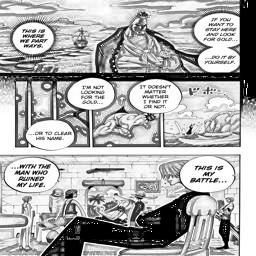 IF YOU
WANT TO
STAY HERE
AND LOOK
FOR GOLD...
...DO IT BY
YOURSELF.
THIS IS
WHERE
WE PART
WAYS.
IT DOESN'T
MATTER
WHETHER
I FIND IT
OR NOT.
I'M NOT
LOOKING
FOR THE
GOLD...
...OR TO CLEAR
HIS NAME.
THIS IS
MY
BATTLE...
...WITH THE
MAN WHO
RUINED
MY LIFE.